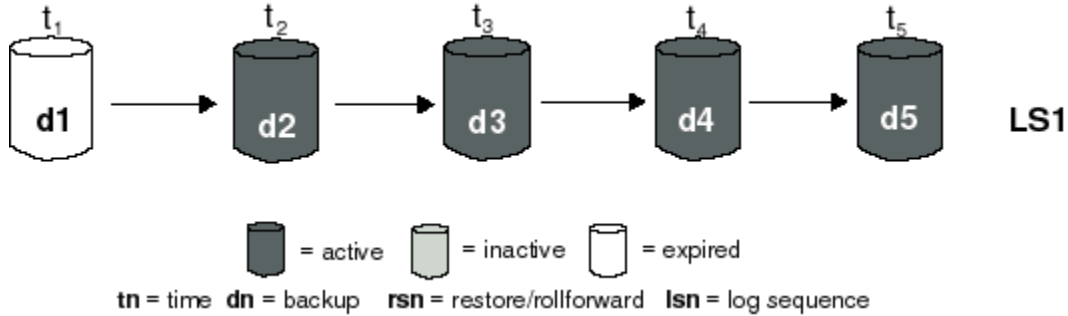 t1 t2 t3 t4 t5
d1 d2 d3 d4 d5 LS1
= active = inactive = expired
tn = time dn = backup rsn = restore/rollforward lsn = log sequence